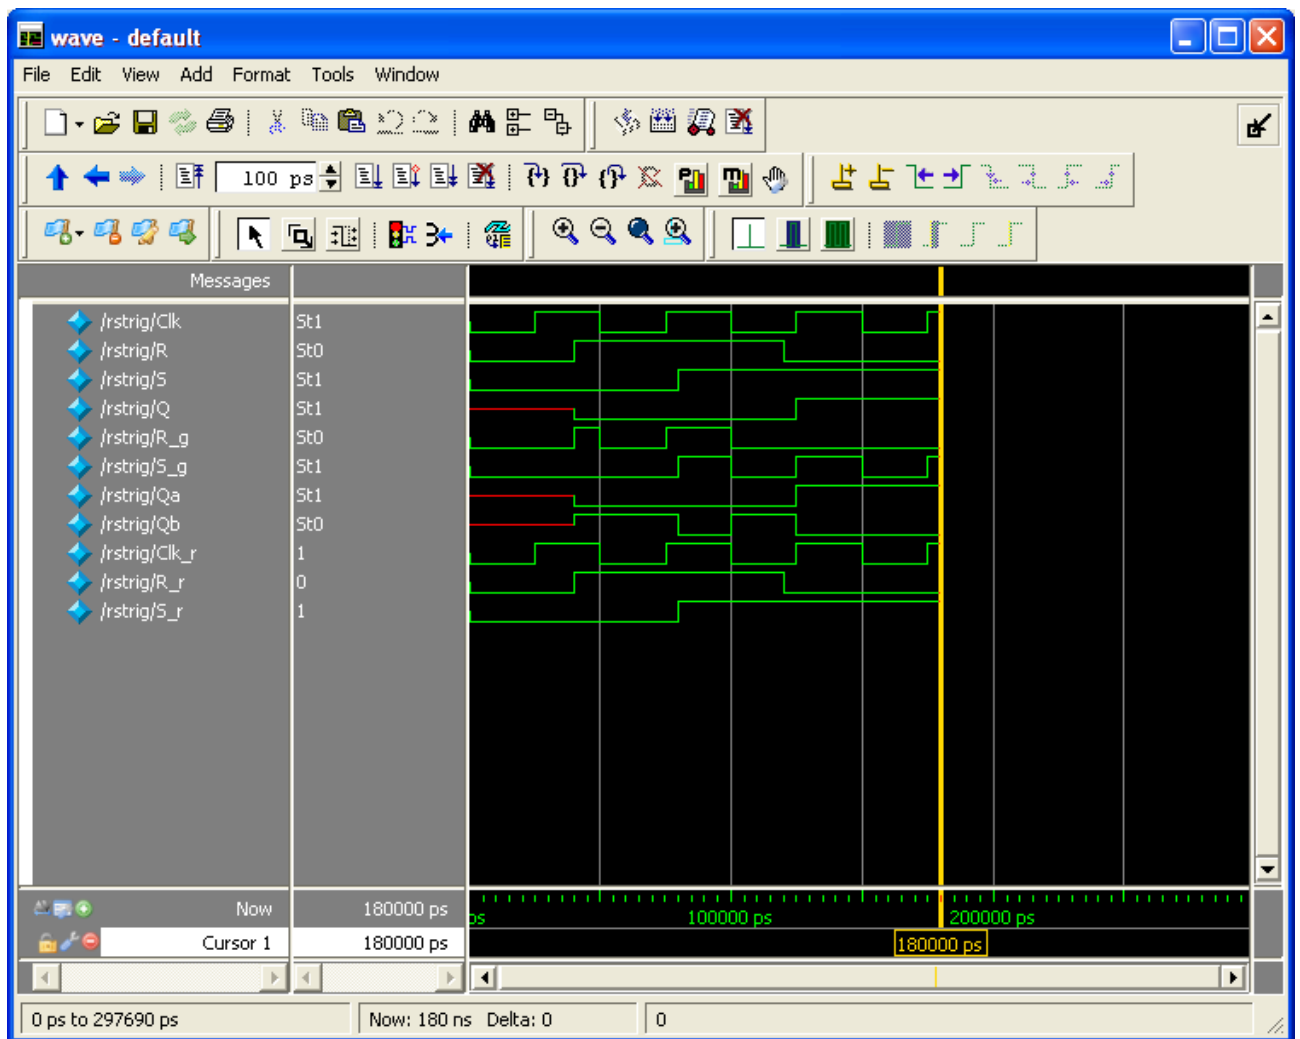 wave - default
File Edit View Add Format Tools Window
100 ps
Messages
/rstrig/Clk St1
/rstrig/R St0
/rstrig/S St1
/rstrig/Q St1
/rstrig/R_g St0
/rstrig/S_g St1
/rstrig/Qa St1
/rstrig/Qb St0
/rstrig/Clk_r 1
/rstrig/R_r 0
/rstrig/S_r 1
Now 180000 ps ps 100000 ps 200000 ps
Cursor 1 180000 ps 180000 ps
0 ps to 297690 ps Now: 180 ns Delta: 0 0